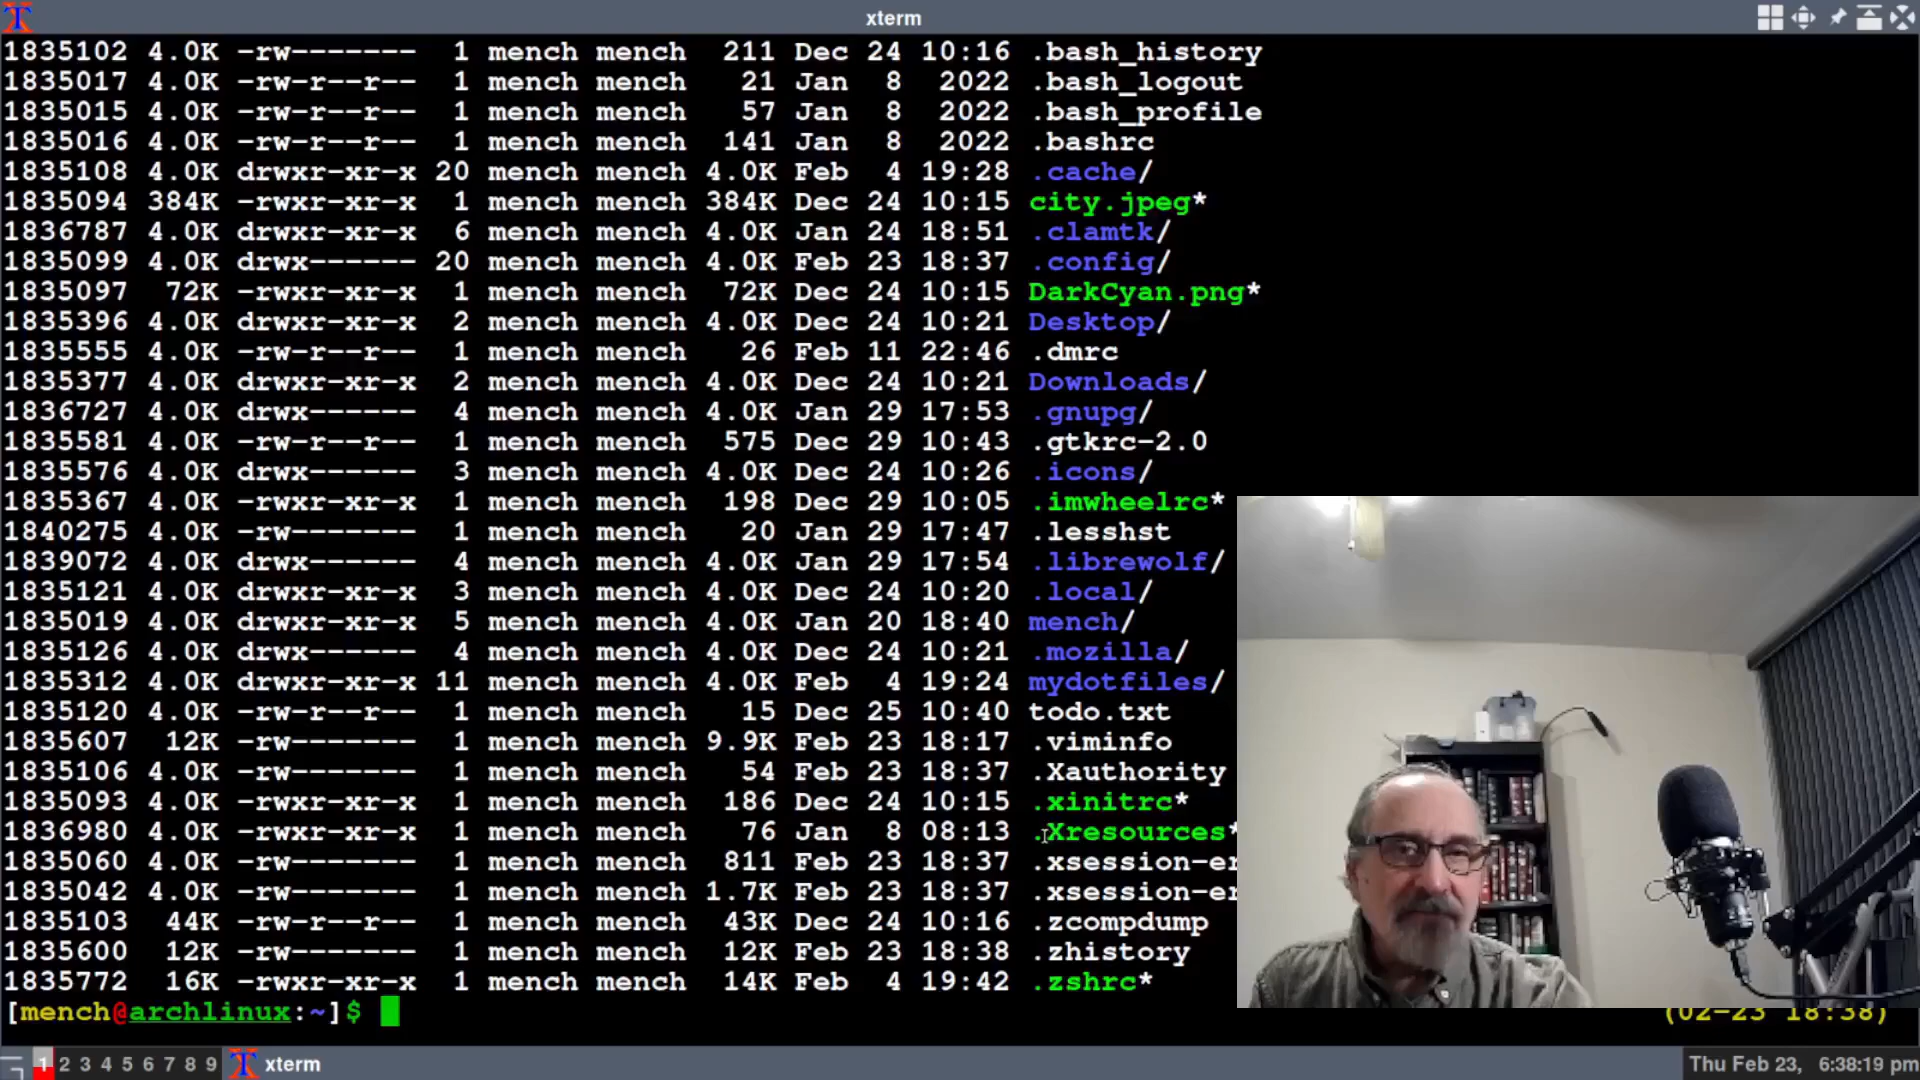 xterm
1835102 4.0K -rw------- 1 mench mench 211 Dec 24 10:16 .bash_history
1835017 4.0K -rw-r--r-- 1 mench mench 21 Jan 8 2022 .bash_logout
1835015 4.0K -rw-r--r-- 1 mench mench 57 Jan 8 2022 .bash_profile
1835016 4.0K -rw-r--r-- 1 mench mench 141 Jan 8 2022 .bashrc
1835108 4.0K drwxr-xr-x 20 mench mench 4.0K Feb 4 19:28 .cache/
1835094 384K -rwxr-xr-x 1 mench mench 384K Dec 24 10:15 city.jpeg*
1836787 4.0K drwxr-xr-x 6 mench mench 4.0K Jan 24 18:51 .clamtk/
1835099 4.0K drwx------ 20 mench mench 4.0K Feb 23 18:37 .config/
1835097 72K -rwxr-xr-x 1 mench mench 72K Dec 24 10:15 DarkCyan.png*
1835396 4.0K drwxr-xr-x 2 mench mench 4.0K Dec 24 10:21 Desktop/
1835555 4.0K -rw-r--r-- 1 mench mench 26 Feb 11 22:46 .dmrc
1835377 4.0K drwxr-xr-x 2 mench mench 4.0K Dec 24 10:21 Downloads/
1836727 4.0K drwx------ 4 mench mench 4.0K Jan 29 17:53 .gnupg/
1835581 4.0K -rw-r--r-- 1 mench mench 575 Dec 29 10:43 .gtkrc-2.0
1835576 4.0K drwx------ 3 mench mench 4.0K Dec 24 10:26 .icons/
1835367 4.0K -rwxr-xr-x 1 mench mench 198 Dec 29 10:05 .imwheelrc*
1840275 4.0K -rw------- 1 mench mench 20 Jan 29 17:47 .lesshst
1839072 4.0K drwx------ 4 mench mench 4.0K Jan 29 17:54 .librewolf/
1835121 4.0K drwxr-xr-x 3 mench mench 4.0K Dec 24 10:20 .local/
1835019 4.0K drwxr-xr-x 5 mench mench 4.0K Jan 20 18:40 mench/
1835126 4.0K drwx------ 4 mench mench 4.0K Dec 24 10:21 .mozilla/
1835312 4.0K drwxr-xr-x 11 mench mench 4.0K Feb 4 19:24 mydotfiles/
1835120 4.0K -rw-r--r-- 1 mench mench 15 Dec 25 10:40 todo.txt
1835607 12K -rw------- 1 mench mench 9.9K Feb 23 18:17 .viminfo
1835106 4.0K -rw------- 1 mench mench 54 Feb 23 18:37 .Xauthority
1835093 4.0K -rwxr-xr-x 1 mench mench 186 Dec 24 10:15 .xinitrc*
1836980 4.0K -rwxr-xr-x 1 mench mench 76 Jan 8 08:13 .Xresources*
1835060 4.0K -rw------- 1 mench mench 811 Feb 23 18:37 .xsession-er
1835042 4.0K -rw------- 1 mench mench 1.7K Feb 23 18:37 .xsession-er
1835103 44K -rw-r--r-- 1 mench mench 43K Dec 24 10:16 .zcompdump
1835600 12K -rw------- 1 mench mench 12K Feb 23 18:38 .zhistory
1835772 16K -rwxr-xr-x 1 mench mench 14K Feb 4 19:42 .zshrc*
[mench@archlinux:~]$ (02-23 18:38)
1 2 3 4 5 6 7 8 9 xterm Thu Feb 23, 6:38:19 pm